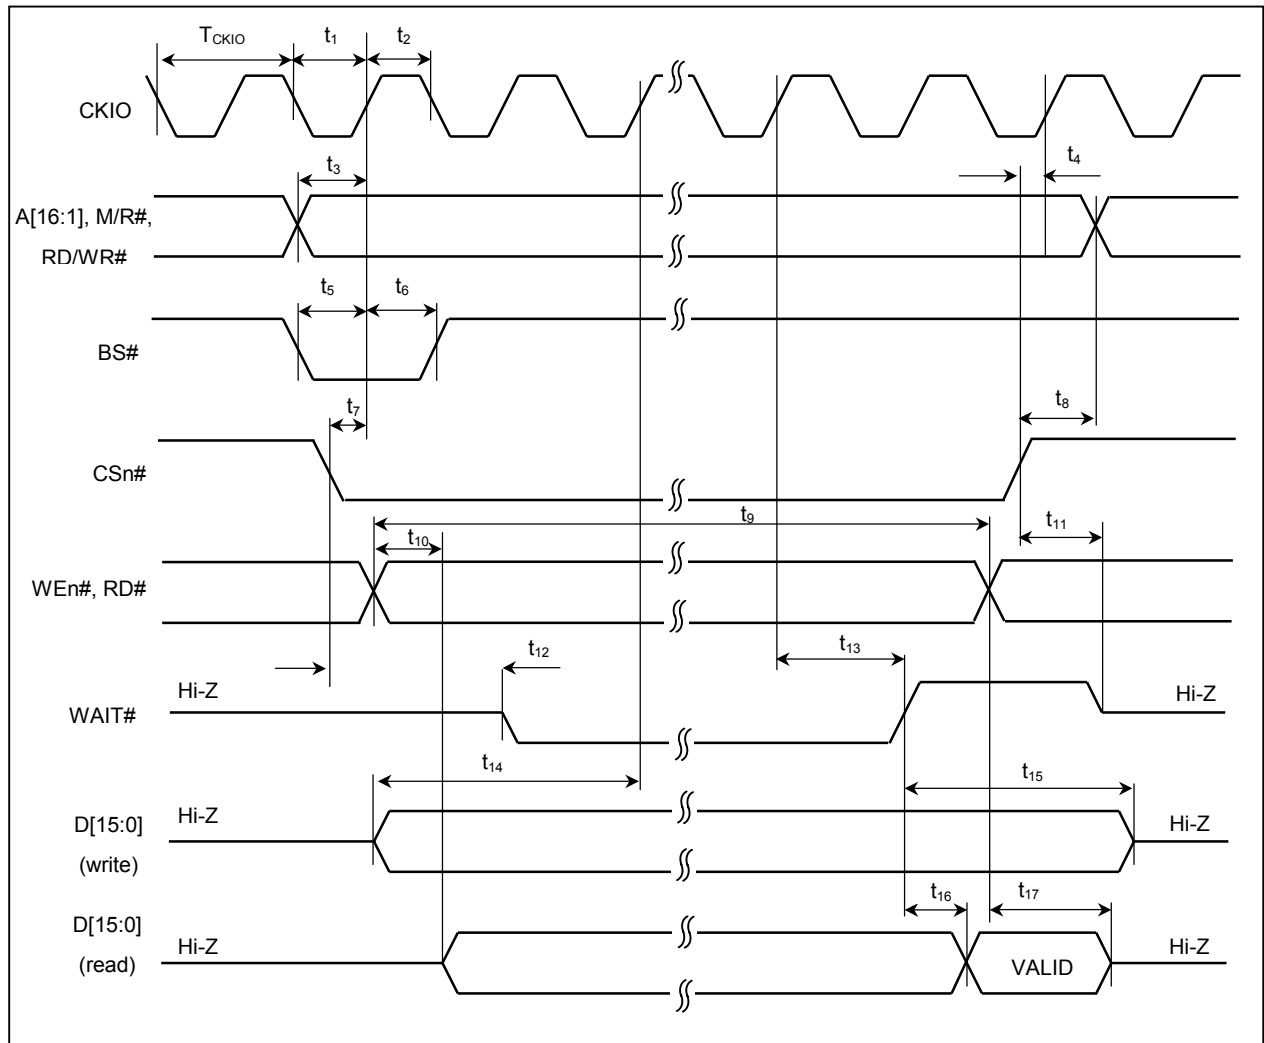 TCKIO t1 t2
CKIO
t3 t4
A[16:1], M/R#,
RD/WR#
t5 t6
BS#
t7 t8
CSn#
t9
t10 t11
WEn#, RD#
t12 t13
Hi-Z Hi-Z
WAIT#
t14 t15
Hi-Z Hi-Z
D[15:0]
(write)
t16 t17
D[15:0]
Hi-Z Hi-Z
(read) VALID